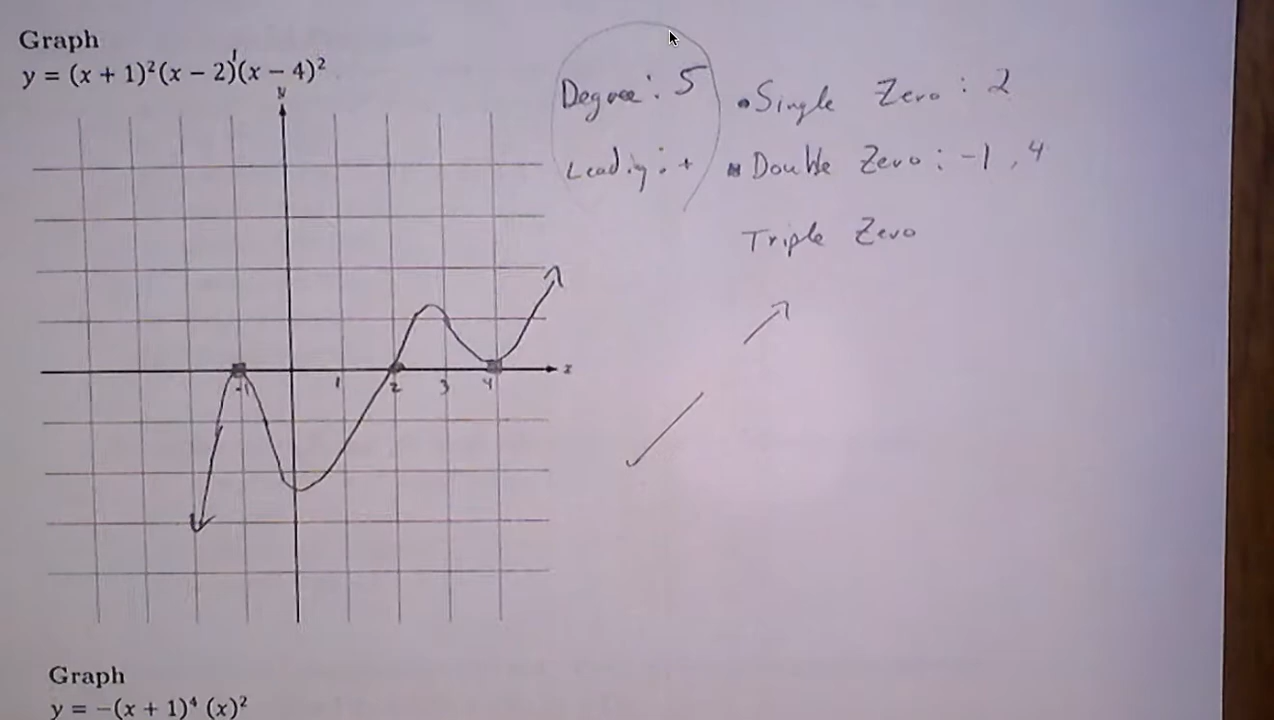 Graph
y = (x + 1)²(x − 2)¹(x − 4)²
Degree: 5
Leadig: +
• Single Zero: 2
▪ Double Zero: -1, 4
Triple Zero
y
x
-1 1 2 3 4
Graph
y = −(x + 1)⁴ (x)²